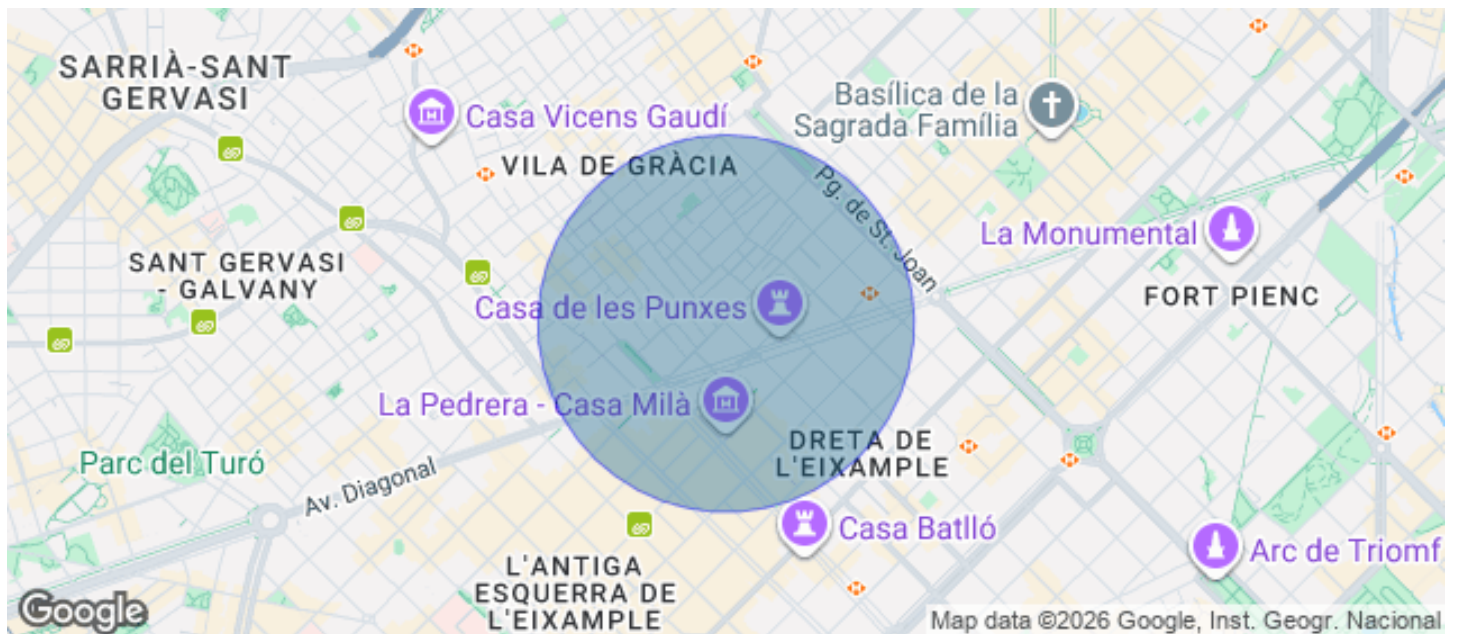 SARRIÀ-SANT
GERVASI
Casa Vicens Gaudí
Basílica de la
Sagrada Família
VILA DE GRÀCIA
Pg. de St. Joan
La Monumental
SANT GERVASI
- GALVANY
FORT PIENC
Casa de les Punxes
La Pedrera - Casa Milà
DRETA DE
L'EIXAMPLE
Parc del Turó
Av. Diagonal
Casa Batlló
Arc de Triomf
L'ANTIGA
ESQUERRA DE
L'EIXAMPLE
Google
Map data ©2026 Google, Inst. Geogr. Nacional